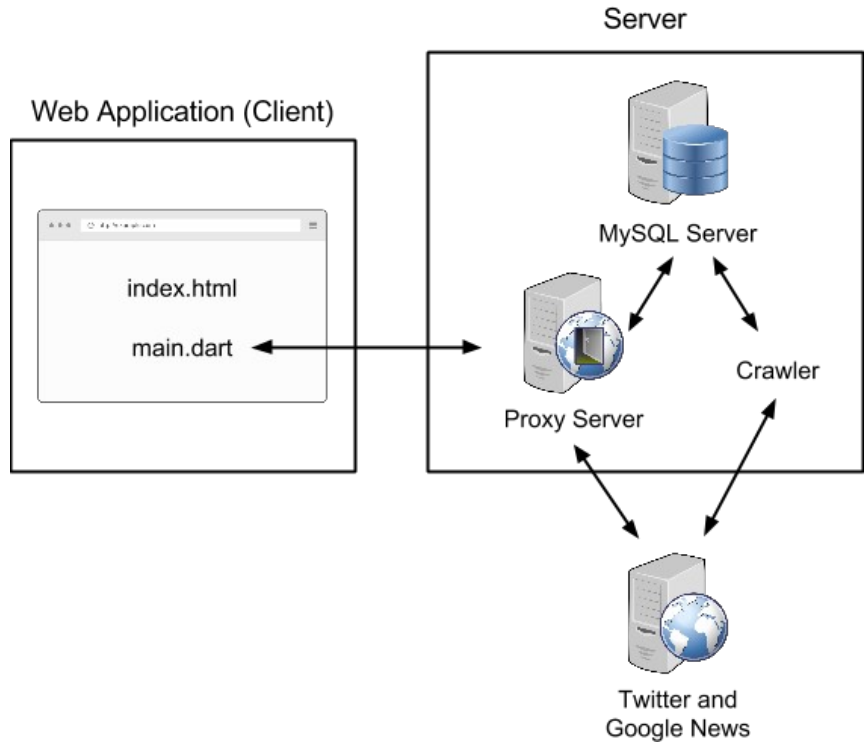 Server
Web Application (Client)
MySQL Server
index.html
main.dart
Crawler
Proxy Server
Twitter and
Google News